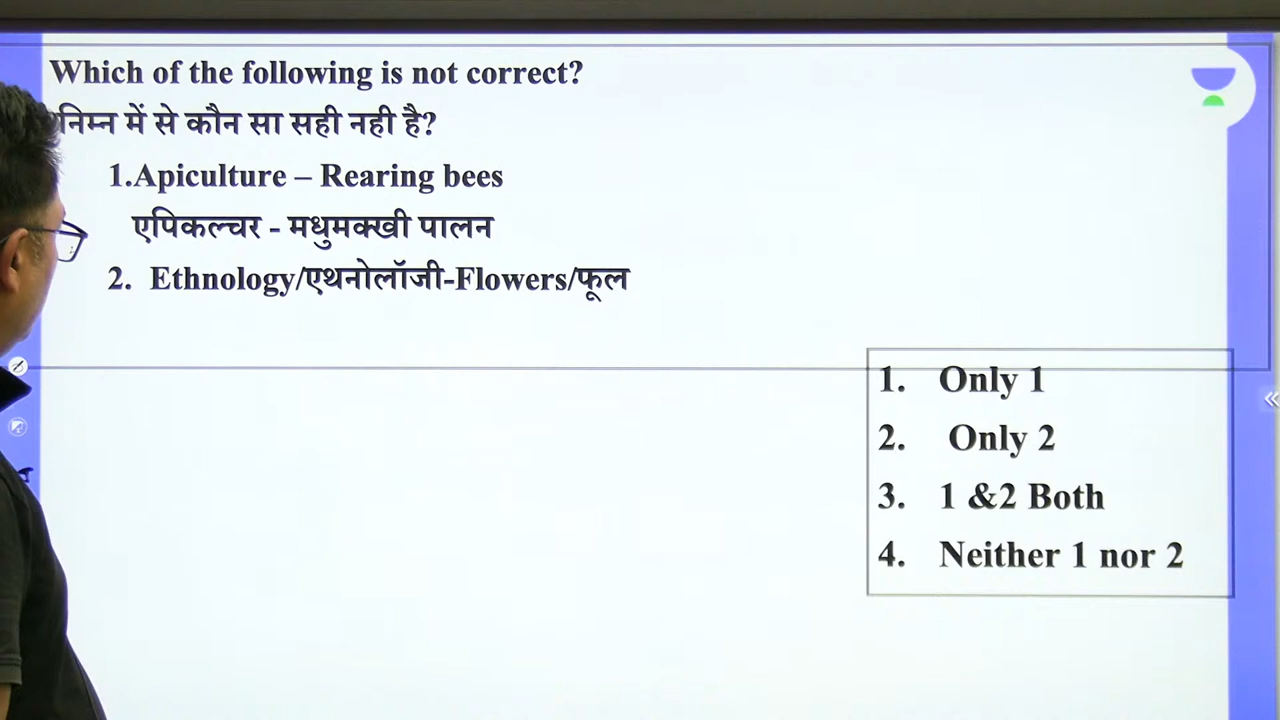 Which of the following is not correct?
निम्न में से कौन सा सही नही है?
1.Apiculture – Rearing bees
एपिकल्चर - मधुमक्खी पालन
2. Ethnology/एथनोलॉजी-Flowers/फूल
1. Only 1
2. Only 2
3. 1 &2 Both
4. Neither 1 nor 2